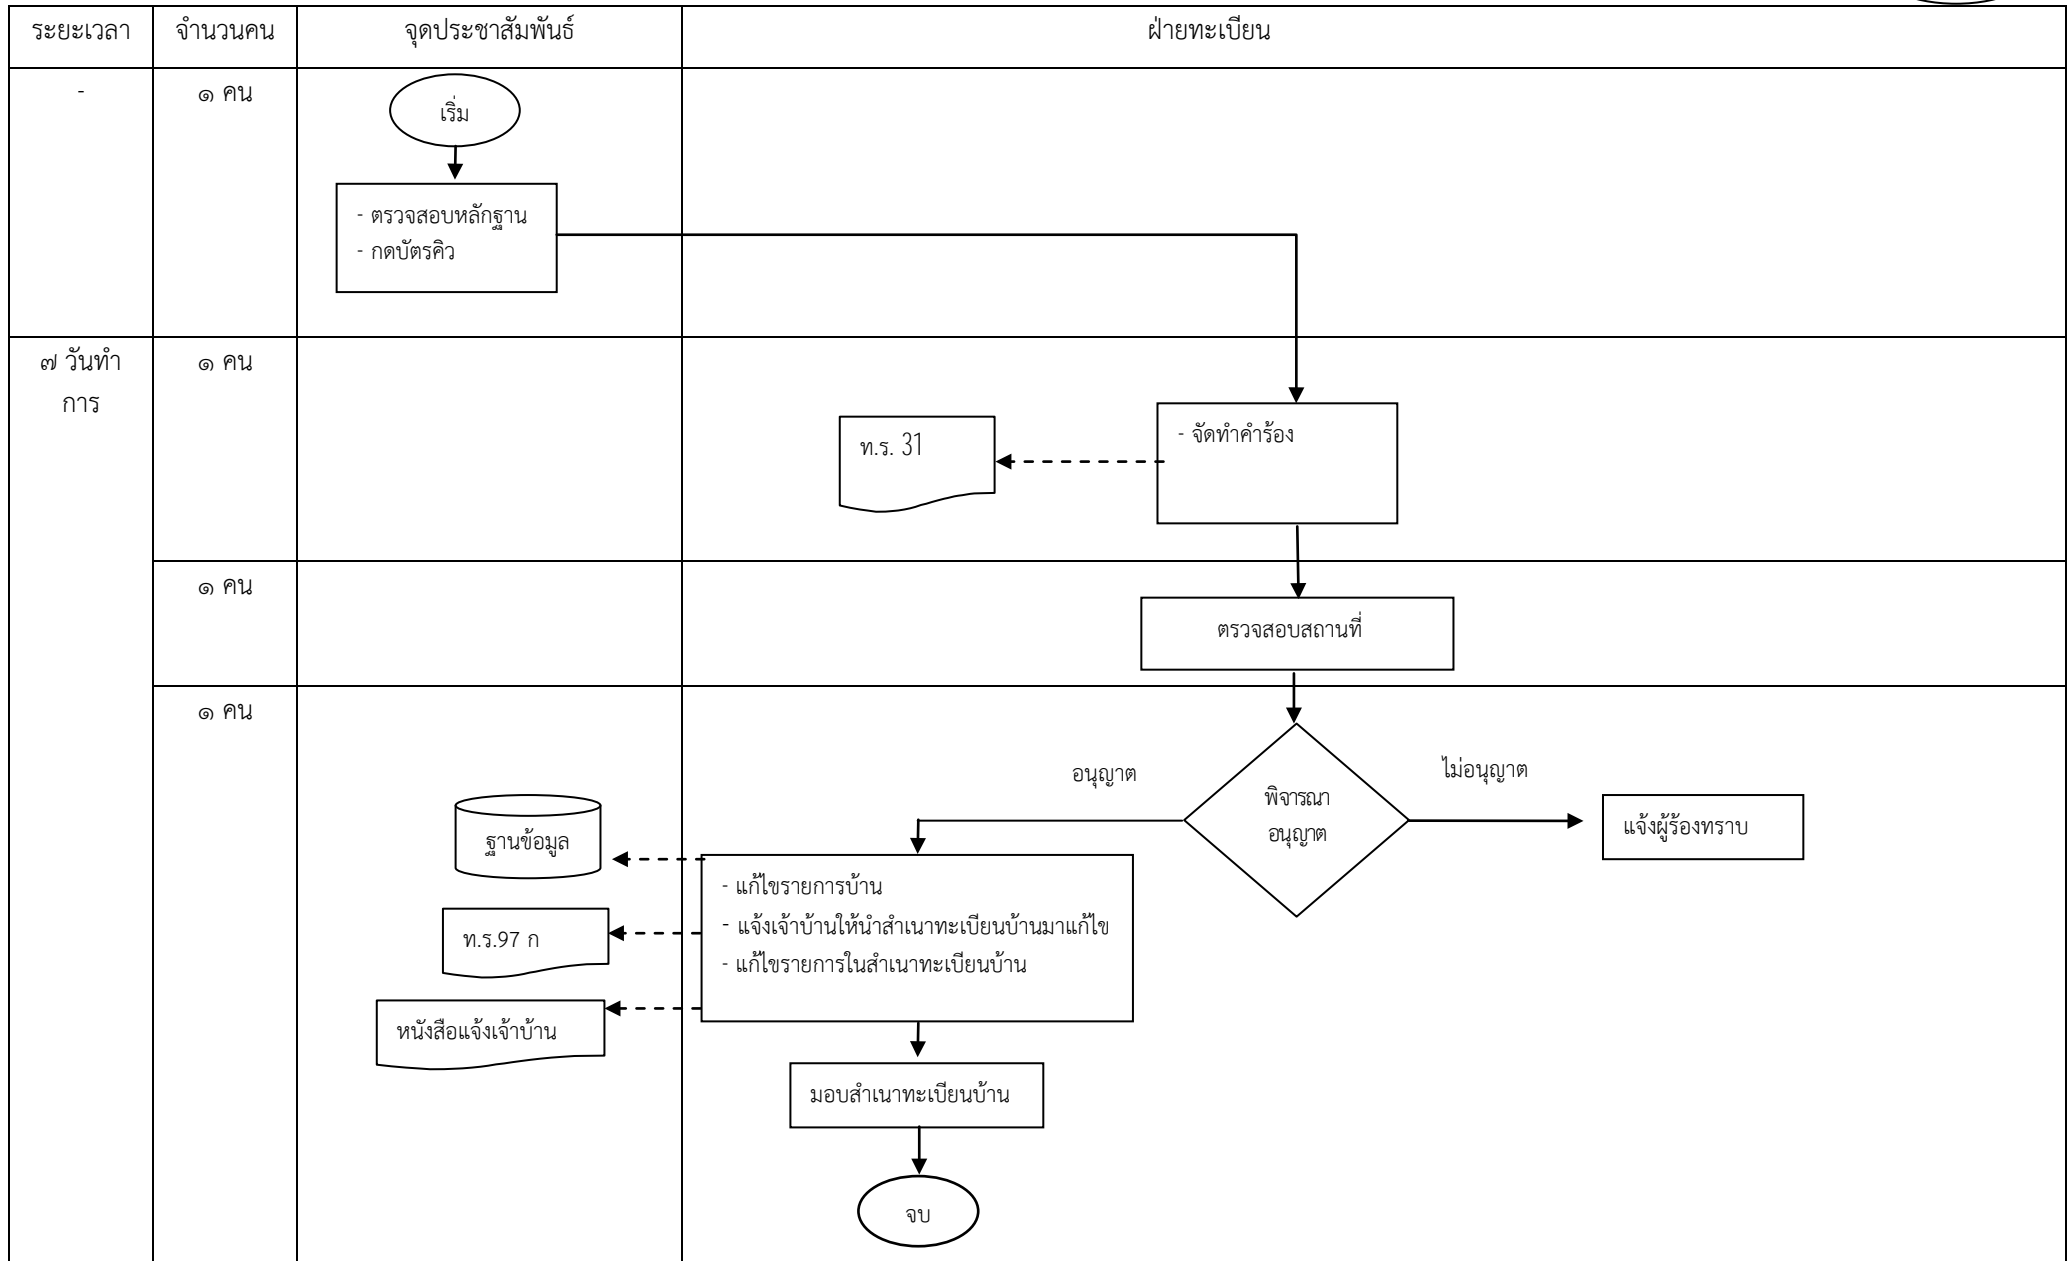 ระยะเวลา
จำนวนคน
จุดประชาสัมพันธ์
ฝ่ายทะเบียน
-
๑ คน
เริ่ม
- ตรวจสอบหลักฐาน
- กดบัตรคิว
๗ วันทำ
การ
๑ คน
ท.ร. 31
- จัดทำคำร้อง
๑ คน
ตรวจสอบสถานที่
๑ คน
อนุญาต
พิจารณา
อนุญาต
ไม่อนุญาต
แจ้งผู้ร้องทราบ
ฐานข้อมูล
ท.ร.97 ก
หนังสือแจ้งเจ้าบ้าน
- แก้ไขรายการบ้าน
- แจ้งเจ้าบ้านให้นำสำเนาทะเบียนบ้านมาแก้ไข
- แก้ไขรายการในสำเนาทะเบียนบ้าน
มอบสำเนาทะเบียนบ้าน
จบ